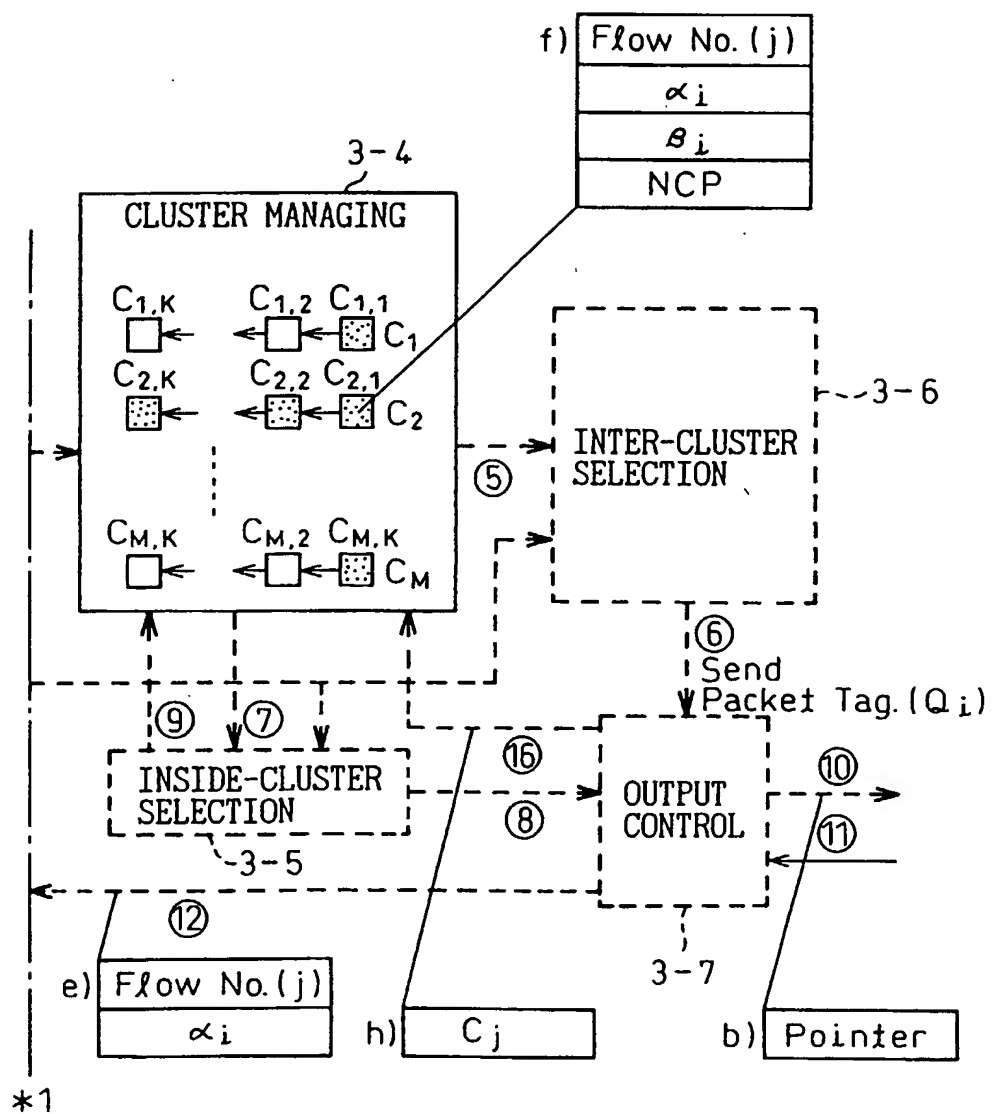 f) Flow No.(j)
αi
βi
NCP
3-4
CLUSTER MANAGING
C1,K C1,2 C1,1
C1
C2,K C2,2 C2,1
C2
CM,K CM,2 CM,K
CM
⑤
INTER-CLUSTER
SELECTION
3-6
⑥
Send
Packet Tag.(Qi)
⑨ ⑦
INSIDE-CLUSTER
SELECTION
3-5
⑯
⑧
OUTPUT
CONTROL
⑩
⑪
3-7
⑫
e) Flow No.(j)
αi
h) Cj
b) Pointer
*1